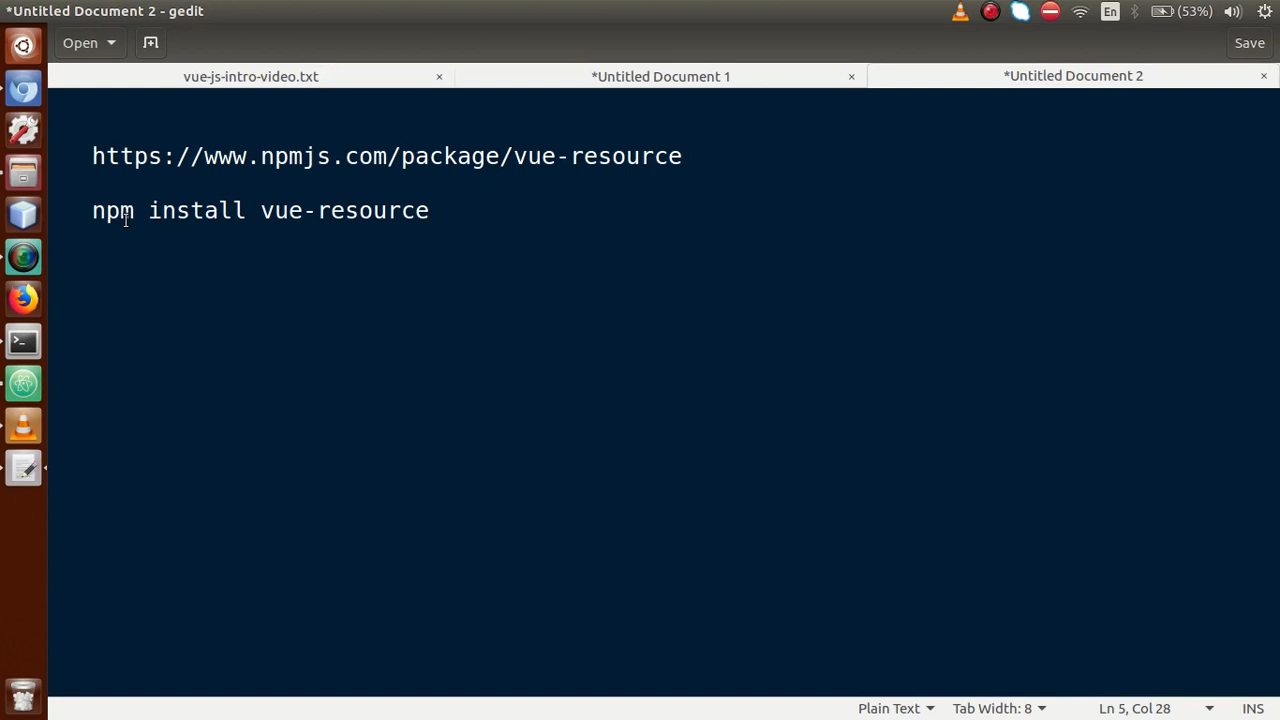 *Untitled Document 2 - gedit
En
(53%)
Open
Save
vue-js-intro-video.txt
*Untitled Document 1
*Untitled Document 2
https://www.npmjs.com/package/vue-resource
npm install vue-resource
Plain Text
Tab Width: 8
Ln 5, Col 28
INS